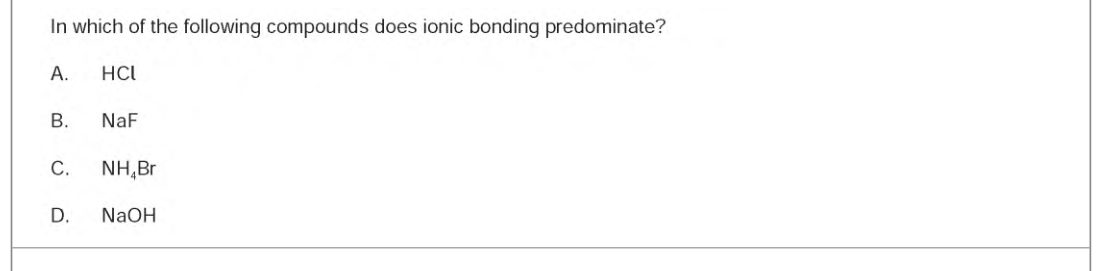 In which of the following compounds does ionic bonding predominate?
A. HCl
B. NaF
C. NH₄Br
D. NaOH